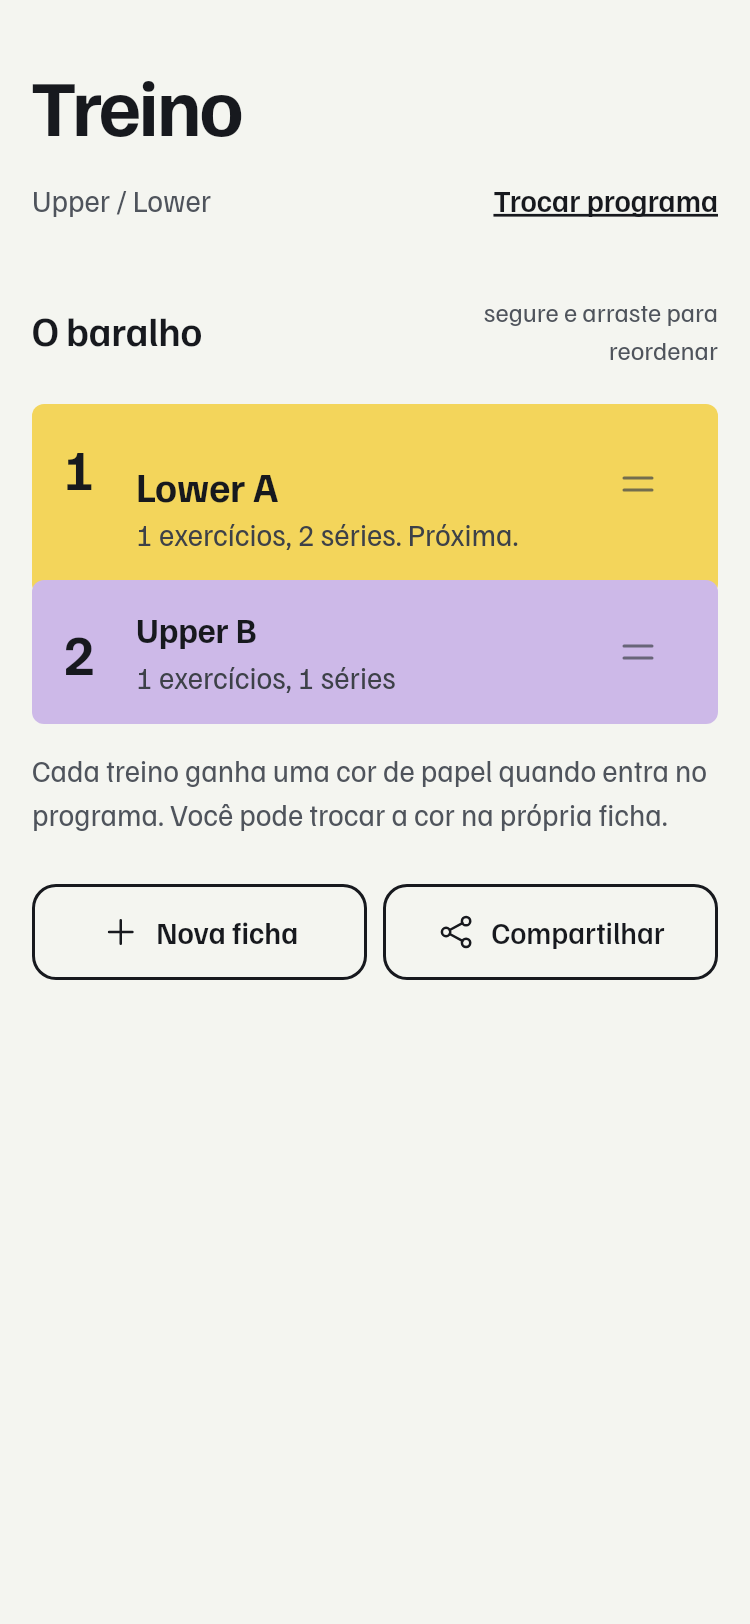 Treino
Upper / Lower
Trocar programa
O baralho
segure e arraste para
reordenar
1
Lower A
1 exercícios, 2 séries. Próxima.
2
Upper B
1 exercícios, 1 séries
Cada treino ganha uma cor de papel quando entra no
programa. Você pode trocar a cor na própria ficha.
Nova ficha
Compartilhar